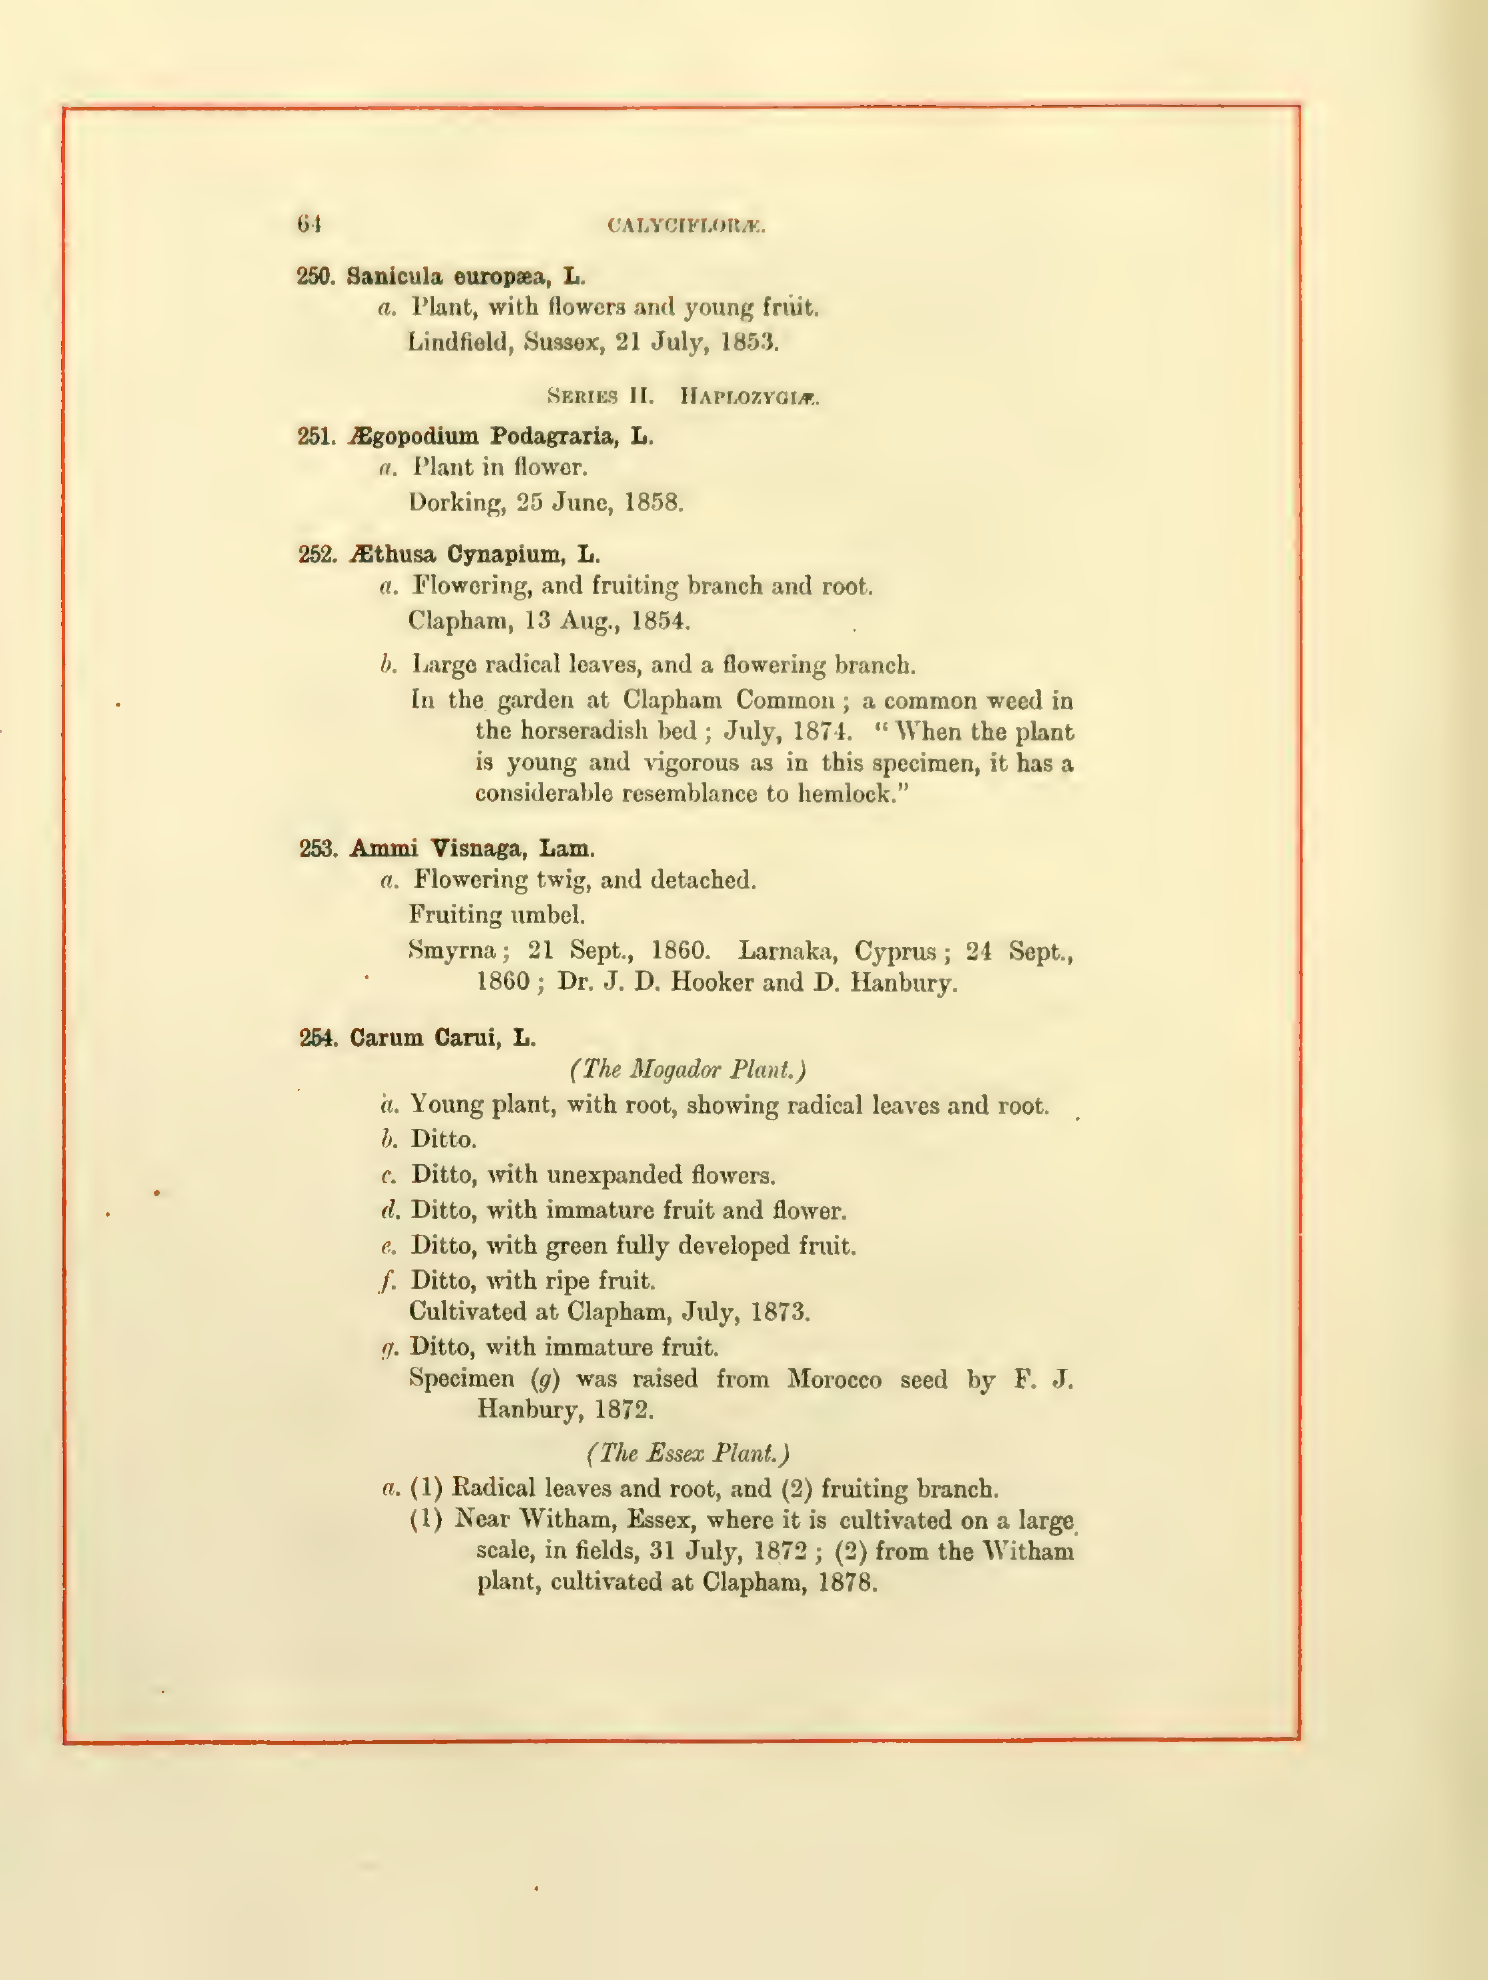 64 CALYCIFLORÆ.
250. Sanicula europæa, L.
a. Plant, with flowers and young fruit.
Lindfield, Sussex, 21 July, 1853.
SERIES II. HAPLOZYGIÆ.
251. Ægopodium Podagraria, L.
a. Plant in flower.
Dorking, 25 June, 1858.
252. Æthusa Cynapium, L.
a. Flowering, and fruiting branch and root.
Clapham, 13 Aug., 1854.
b. Large radical leaves, and a flowering branch.
In the garden at Clapham Common ; a common weed in
the horseradish bed ; July, 1874. “ When the plant
is young and vigorous as in this specimen, it has a
considerable resemblance to hemlock.”
253. Ammi Visnaga, Lam.
a. Flowering twig, and detached.
Fruiting umbel.
Smyrna ; 21 Sept., 1860. Larnaka, Cyprus ; 24 Sept.,
1860 ; Dr. J. D. Hooker and D. Hanbury.
254. Carum Carui, L.
(The Mogador Plant.)
a. Young plant, with root, showing radical leaves and root.
b. Ditto.
c. Ditto, with unexpanded flowers.
d. Ditto, with immature fruit and flower.
e. Ditto, with green fully developed fruit.
f. Ditto, with ripe fruit.
Cultivated at Clapham, July, 1873.
g. Ditto, with immature fruit.
Specimen (g) was raised from Morocco seed by F. J.
Hanbury, 1872.
(The Essex Plant.)
a. (1) Radical leaves and root, and (2) fruiting branch.
(1) Near Witham, Essex, where it is cultivated on a large
scale, in fields, 31 July, 1872 ; (2) from the Witham
plant, cultivated at Clapham, 1878.